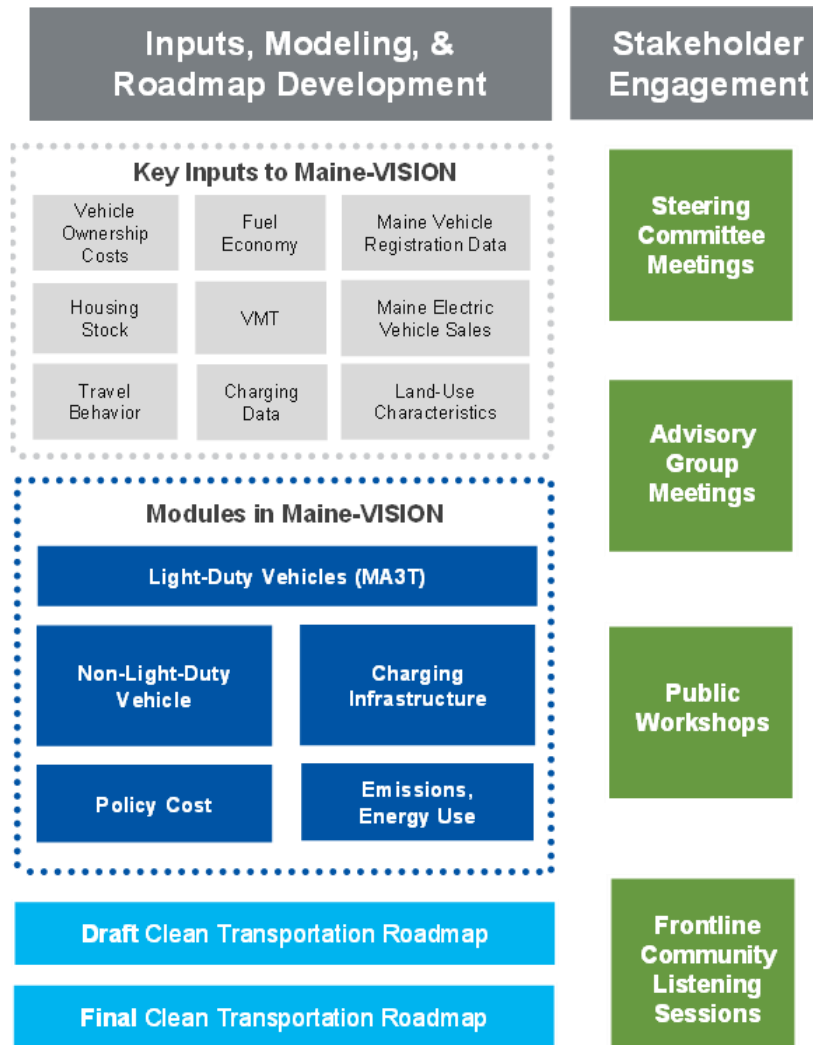 Inputs, Modeling, &
Roadmap Development
Stakeholder
Engagement
Key Inputs to Maine-VISION
Vehicle
Ownership
Costs
Fuel
Economy
Maine Vehicle
Registration Data
Housing
Stock
VMT
Maine Electric
Vehicle Sales
Travel
Behavior
Charging
Data
Land-Use
Characteristics
Modules in Maine-VISION
Light-Duty Vehicles (MA3T)
Non-Light-Duty
Vehicle
Charging
Infrastructure
Policy Cost
Emissions,
Energy Use
Draft Clean Transportation Roadmap
Final Clean Transportation Roadmap
Steering
Committee
Meetings
Advisory
Group
Meetings
Public
Workshops
Frontline
Community
Listening
Sessions